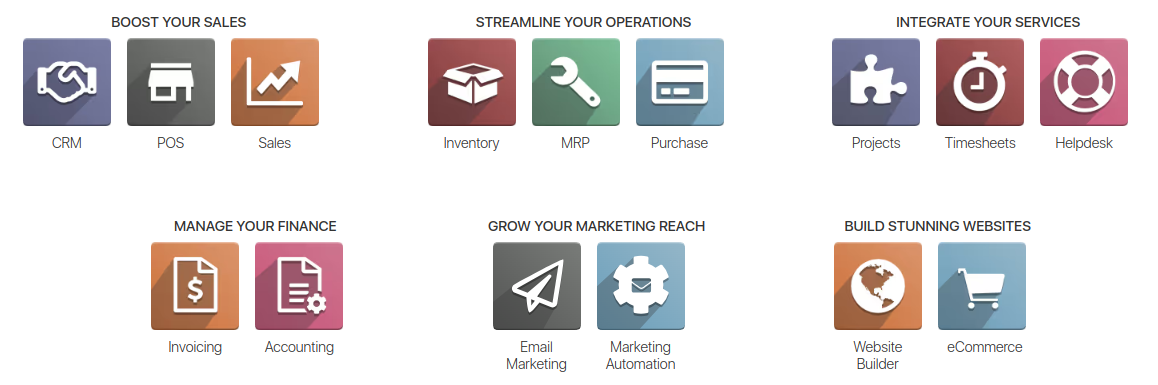 BOOST YOUR SALES
CRM
POS
Sales
STREAMLINE YOUR OPERATIONS
Inventory
MRP
Purchase
INTEGRATE YOUR SERVICES
Projects
Timesheets
Helpdesk
MANAGE YOUR FINANCE
$
Invoicing
Accounting
GROW YOUR MARKETING REACH
Email
Marketing
Marketing
Automation
BUILD STUNNING WEBSITES
Website
Builder
eCommerce